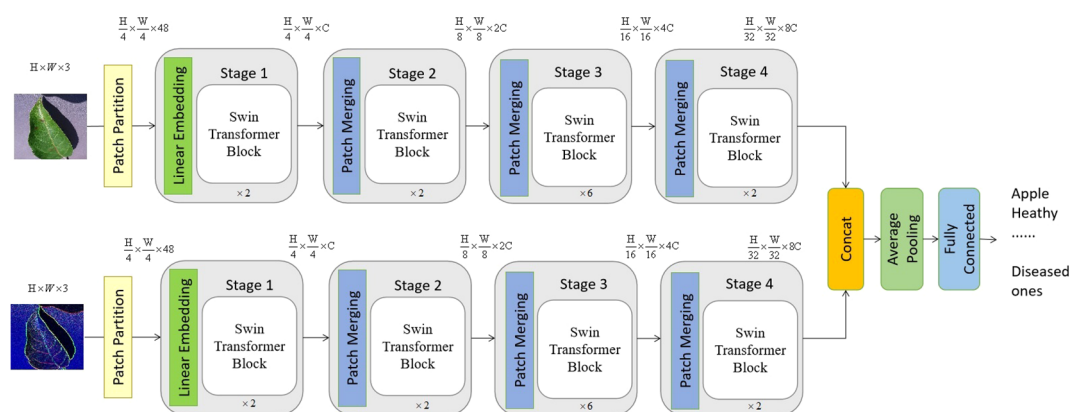 H/4 × W/4 × 48
H/4 × W/4 × C
H/8 × W/8 × 2C
H/16 × W/16 × 4C
H/32 × W/32 × 8C
H×W×3
Patch Partition
Linear Embedding
Stage 1
Swin
Transformer
Block
×2
Patch Merging
Stage 2
Swin
Transformer
Block
×2
Patch Merging
Stage 3
Swin
Transformer
Block
×6
Patch Merging
Stage 4
Swin
Transformer
Block
×2
H/4 × W/4 × 48
H/4 × W/4 × C
H/8 × W/8 × 2C
H/16 × W/16 × 4C
H/32 × W/32 × 8C
H×W×3
Patch Partition
Linear Embedding
Stage 1
Swin
Transformer
Block
×2
Patch Merging
Stage 2
Swin
Transformer
Block
×2
Patch Merging
Stage 3
Swin
Transformer
Block
×6
Patch Merging
Stage 4
Swin
Transformer
Block
×2
Concat
Average
Pooling
Fully
Connected
Apple
Heathy
......
Diseased
ones